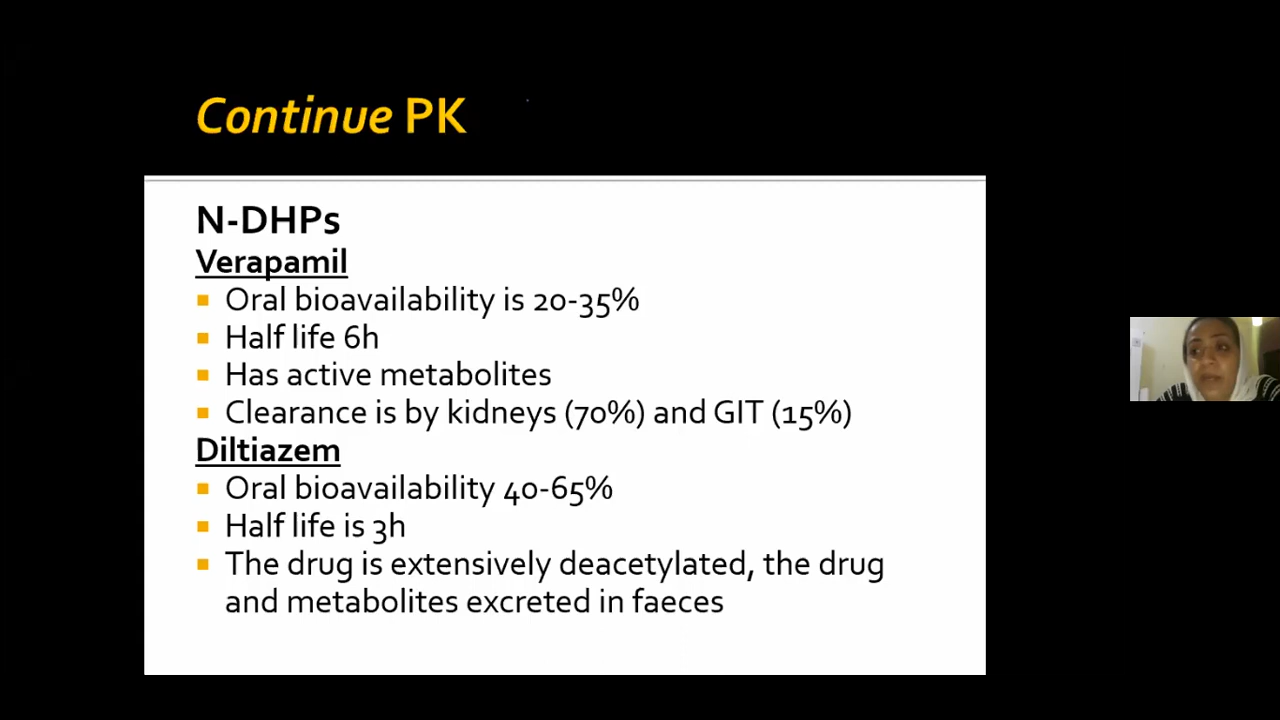 Continue PK
N-DHPs
Verapamil
Oral bioavailability is 20-35%
Half life 6h
Has active metabolites
Clearance is by kidneys (70%) and GIT (15%)
Diltiazem
Oral bioavailability 40-65%
Half life is 3h
The drug is extensively deacetylated, the drug
and metabolites excreted in faeces